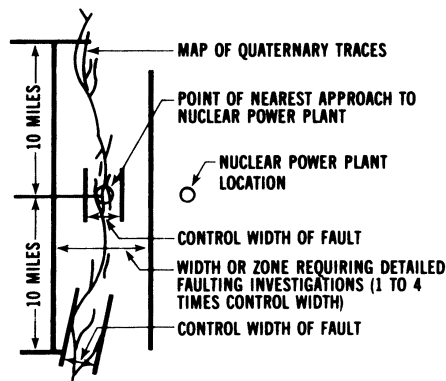 MAP OF QUATERNARY TRACES
POINT OF NEAREST APPROACH TO
NUCLEAR POWER PLANT
10 MILES
NUCLEAR POWER PLANT
LOCATION
CONTROL WIDTH OF FAULT
WIDTH OR ZONE REQUIRING DETAILED
FAULTING INVESTIGATIONS (1 TO 4
TIMES CONTROL WIDTH)
10 MILES
CONTROL WIDTH OF FAULT